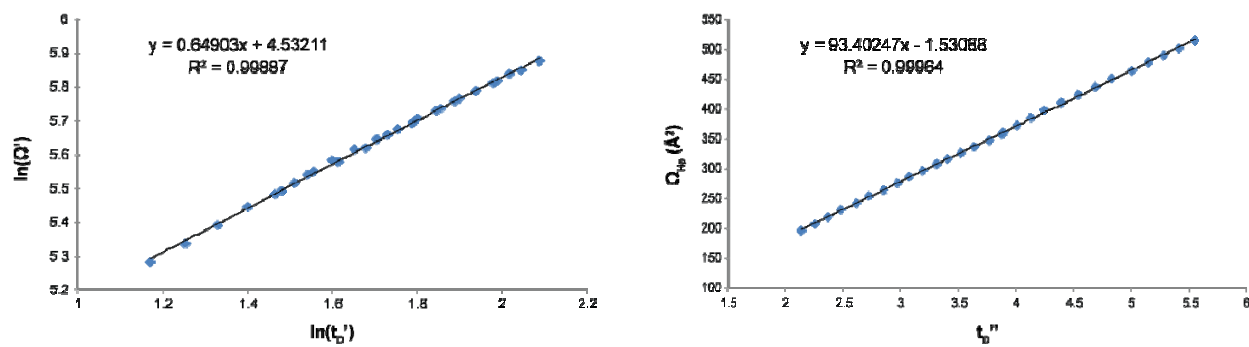 y = 0.64903x + 4.53211
R² = 0.99887
ln(Ω')
6
5.9
5.8
5.7
5.6
5.5
5.4
5.3
5.2
1 1.2 1.4 1.6 1.8 2 2.2
ln(tₚ')
y = 93.40247x - 1.53088
R² = 0.99964
Ω_He (Å²)
550
500
450
400
350
300
250
200
150
100
1.5 2 2.5 3 3.5 4 4.5 5 5.5 6
tₚ''